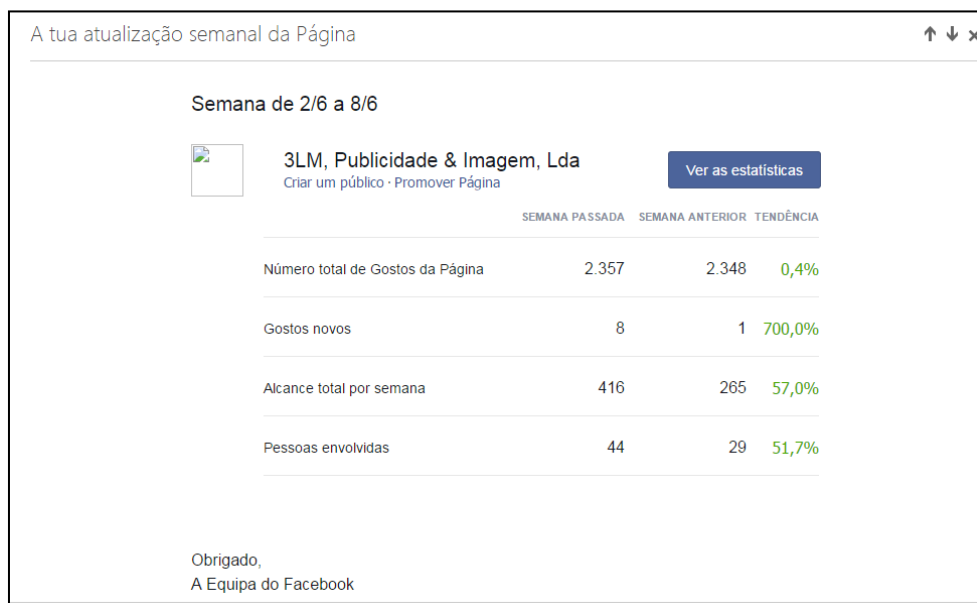 A tua atualização semanal da Página
Semana de 2/6 a 8/6
3LM, Publicidade & Imagem, Lda
Criar um público · Promover Página
Ver as estatísticas
SEMANA PASSADA SEMANA ANTERIOR TENDÊNCIA
Número total de Gostos da Página 2.357 2.348 0,4%
Gostos novos 8 1 700,0%
Alcance total por semana 416 265 57,0%
Pessoas envolvidas 44 29 51,7%
Obrigado,
A Equipa do Facebook